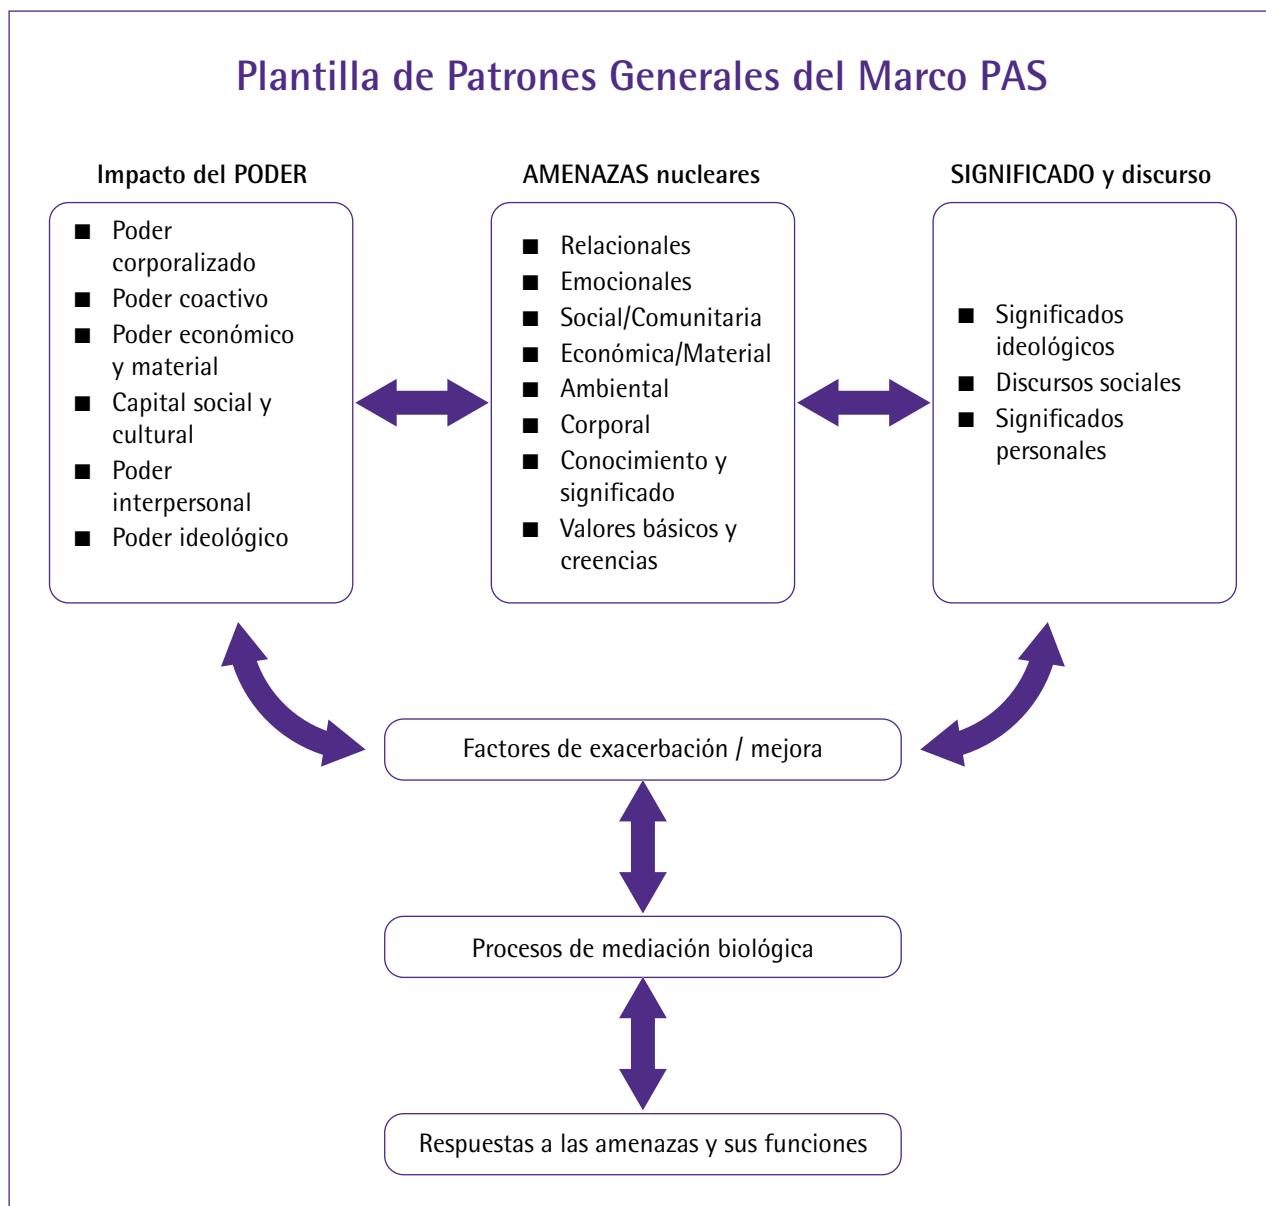 Plantilla de Patrones Generales del Marco PAS
Impacto del PODER
■ Poder
corporalizado
■ Poder coactivo
■ Poder económico
y material
■ Capital social y
cultural
■ Poder
interpersonal
■ Poder ideológico
AMENAZAS nucleares
■ Relacionales
■ Emocionales
■ Social/Comunitaria
■ Económica/Material
■ Ambiental
■ Corporal
■ Conocimiento y
significado
■ Valores básicos y
creencias
SIGNIFICADO y discurso
■ Significados
ideológicos
■ Discursos sociales
■ Significados
personales
Factores de exacerbación / mejora
Procesos de mediación biológica
Respuestas a las amenazas y sus funciones